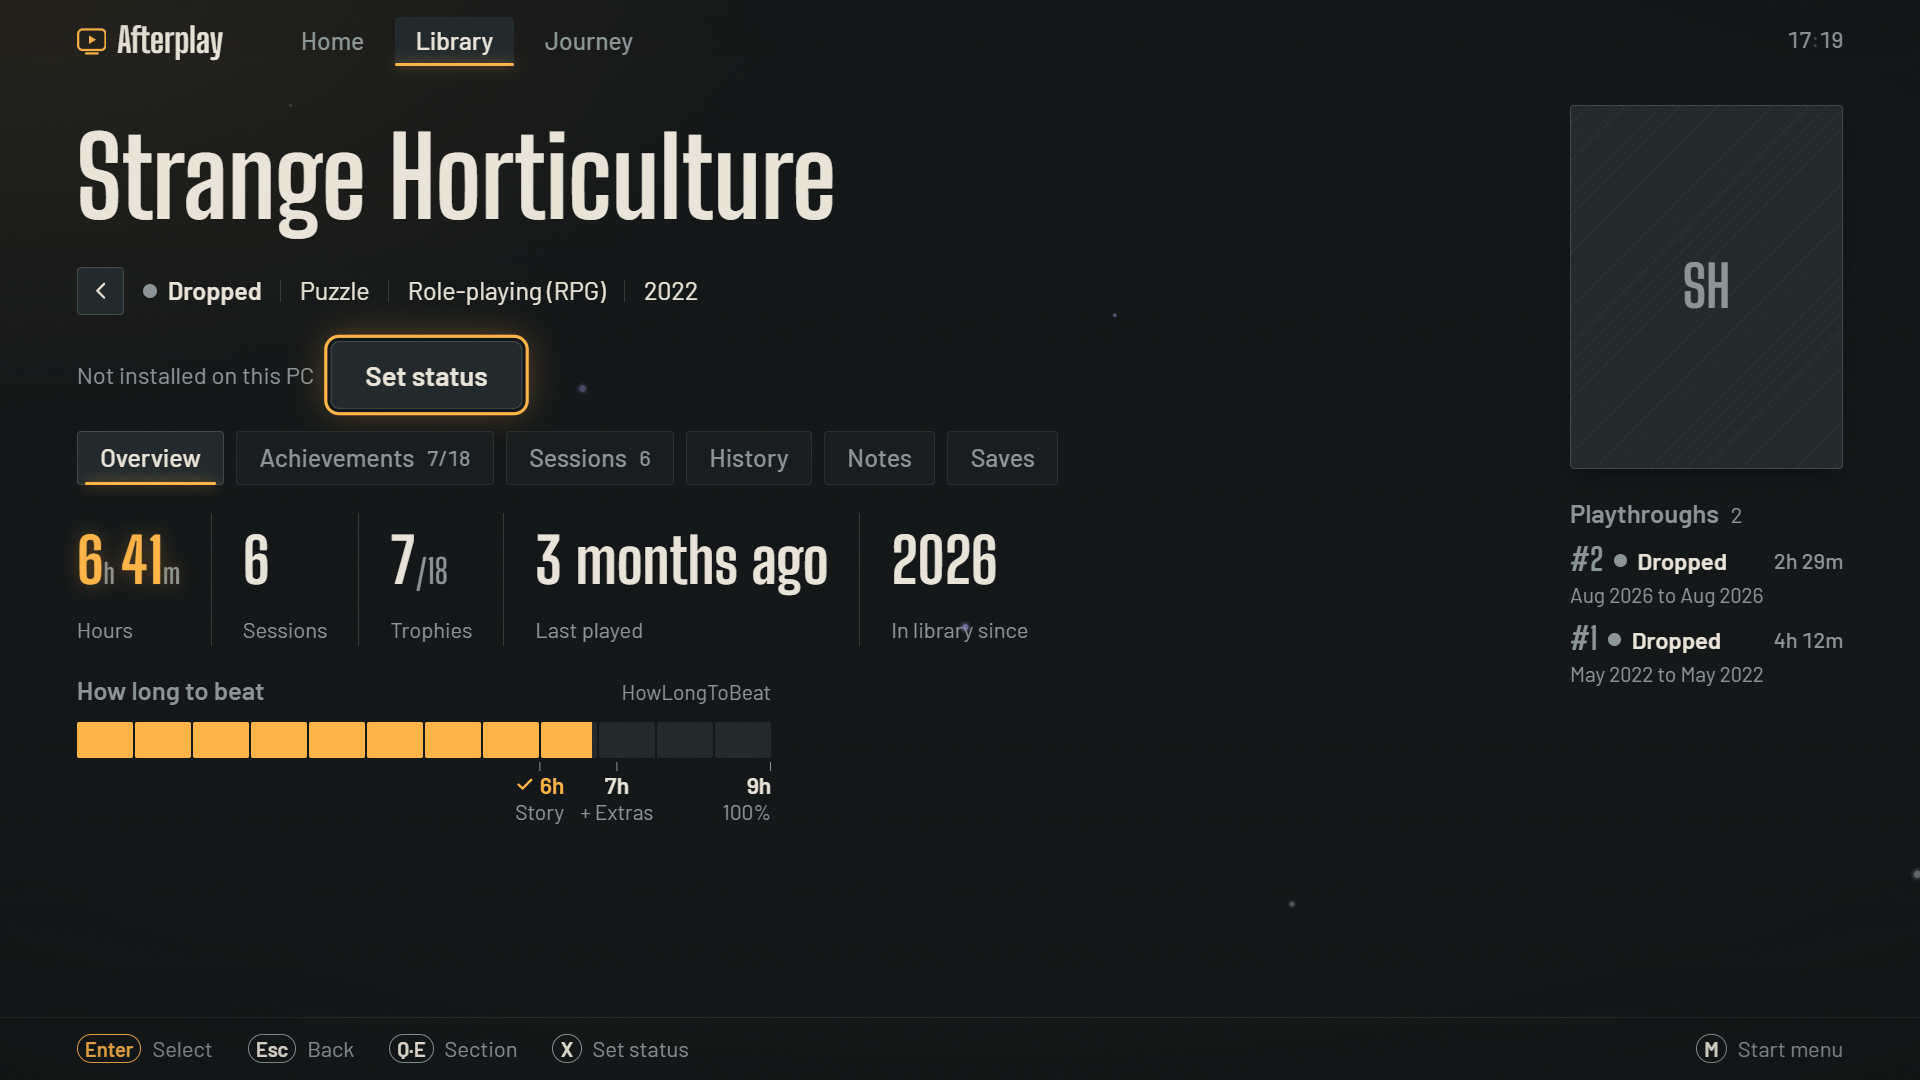 Afterplay Home Library Journey 17:19
Strange Horticulture
Dropped Puzzle Role-playing (RPG) 2022
Not installed on this PC Set status
Overview Achievements 7/18 Sessions 6 History Notes Saves
6h 41m 6 7/18 3 months ago 2026
Hours Sessions Trophies Last played In library since
How long to beat HowLongToBeat
6h 7h 9h
Story + Extras 100%
SH
Playthroughs 2
#2 Dropped 2h 29m
Aug 2026 to Aug 2026
#1 Dropped 4h 12m
May 2022 to May 2022
Enter Select Esc Back Q·E Section X Set status M Start menu